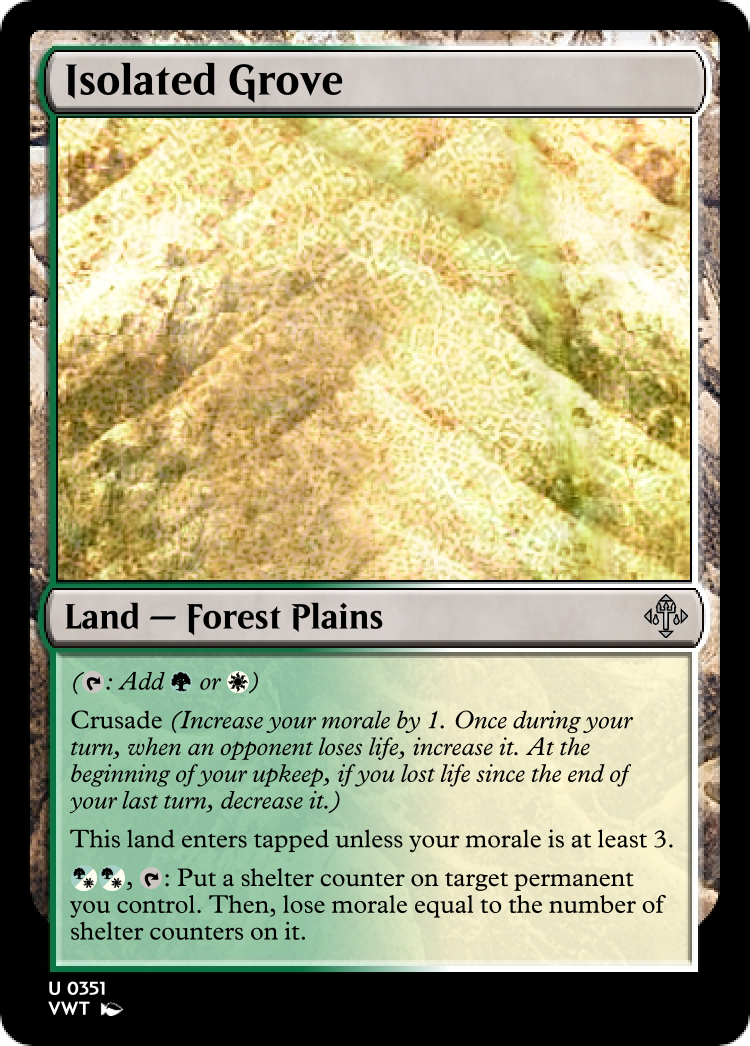 Isolated Grove
Land — Forest Plains
(: Add or )
Crusade (Increase your morale by 1. Once during your
turn, when an opponent loses life, increase it. At the
beginning of your upkeep, if you lost life since the end of
your last turn, decrease it.)
This land enters tapped unless your morale is at least 3.
, : Put a shelter counter on target permanent
you control. Then, lose morale equal to the number of
shelter counters on it.
U 0351
VWT